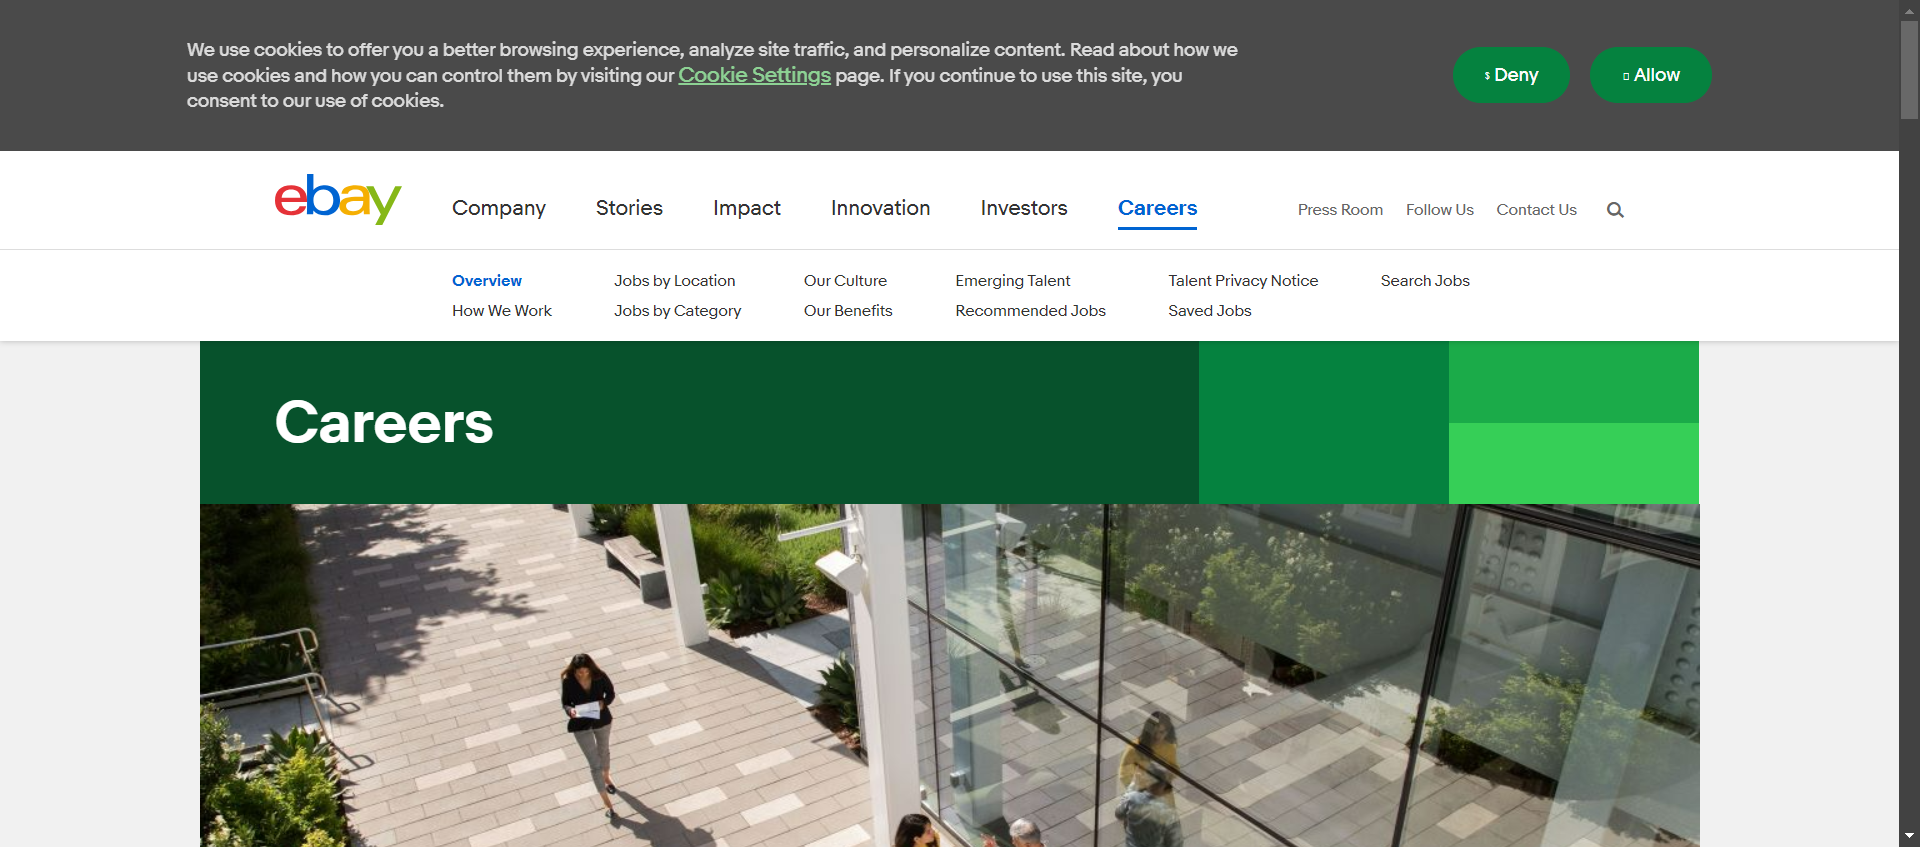 We use cookies to offer you a better browsing experience, analyze site traffic, and personalize content. Read about how we
use cookies and how you can control them by visiting our Cookie Settings page. If you continue to use this site, you
consent to our use of cookies.
Deny
Allow
ebay
Company
Stories
Impact
Innovation
Investors
Careers
Press Room
Follow Us
Contact Us
Overview
Jobs by Location
Our Culture
Emerging Talent
Talent Privacy Notice
Search Jobs
How We Work
Jobs by Category
Our Benefits
Recommended Jobs
Saved Jobs
Careers